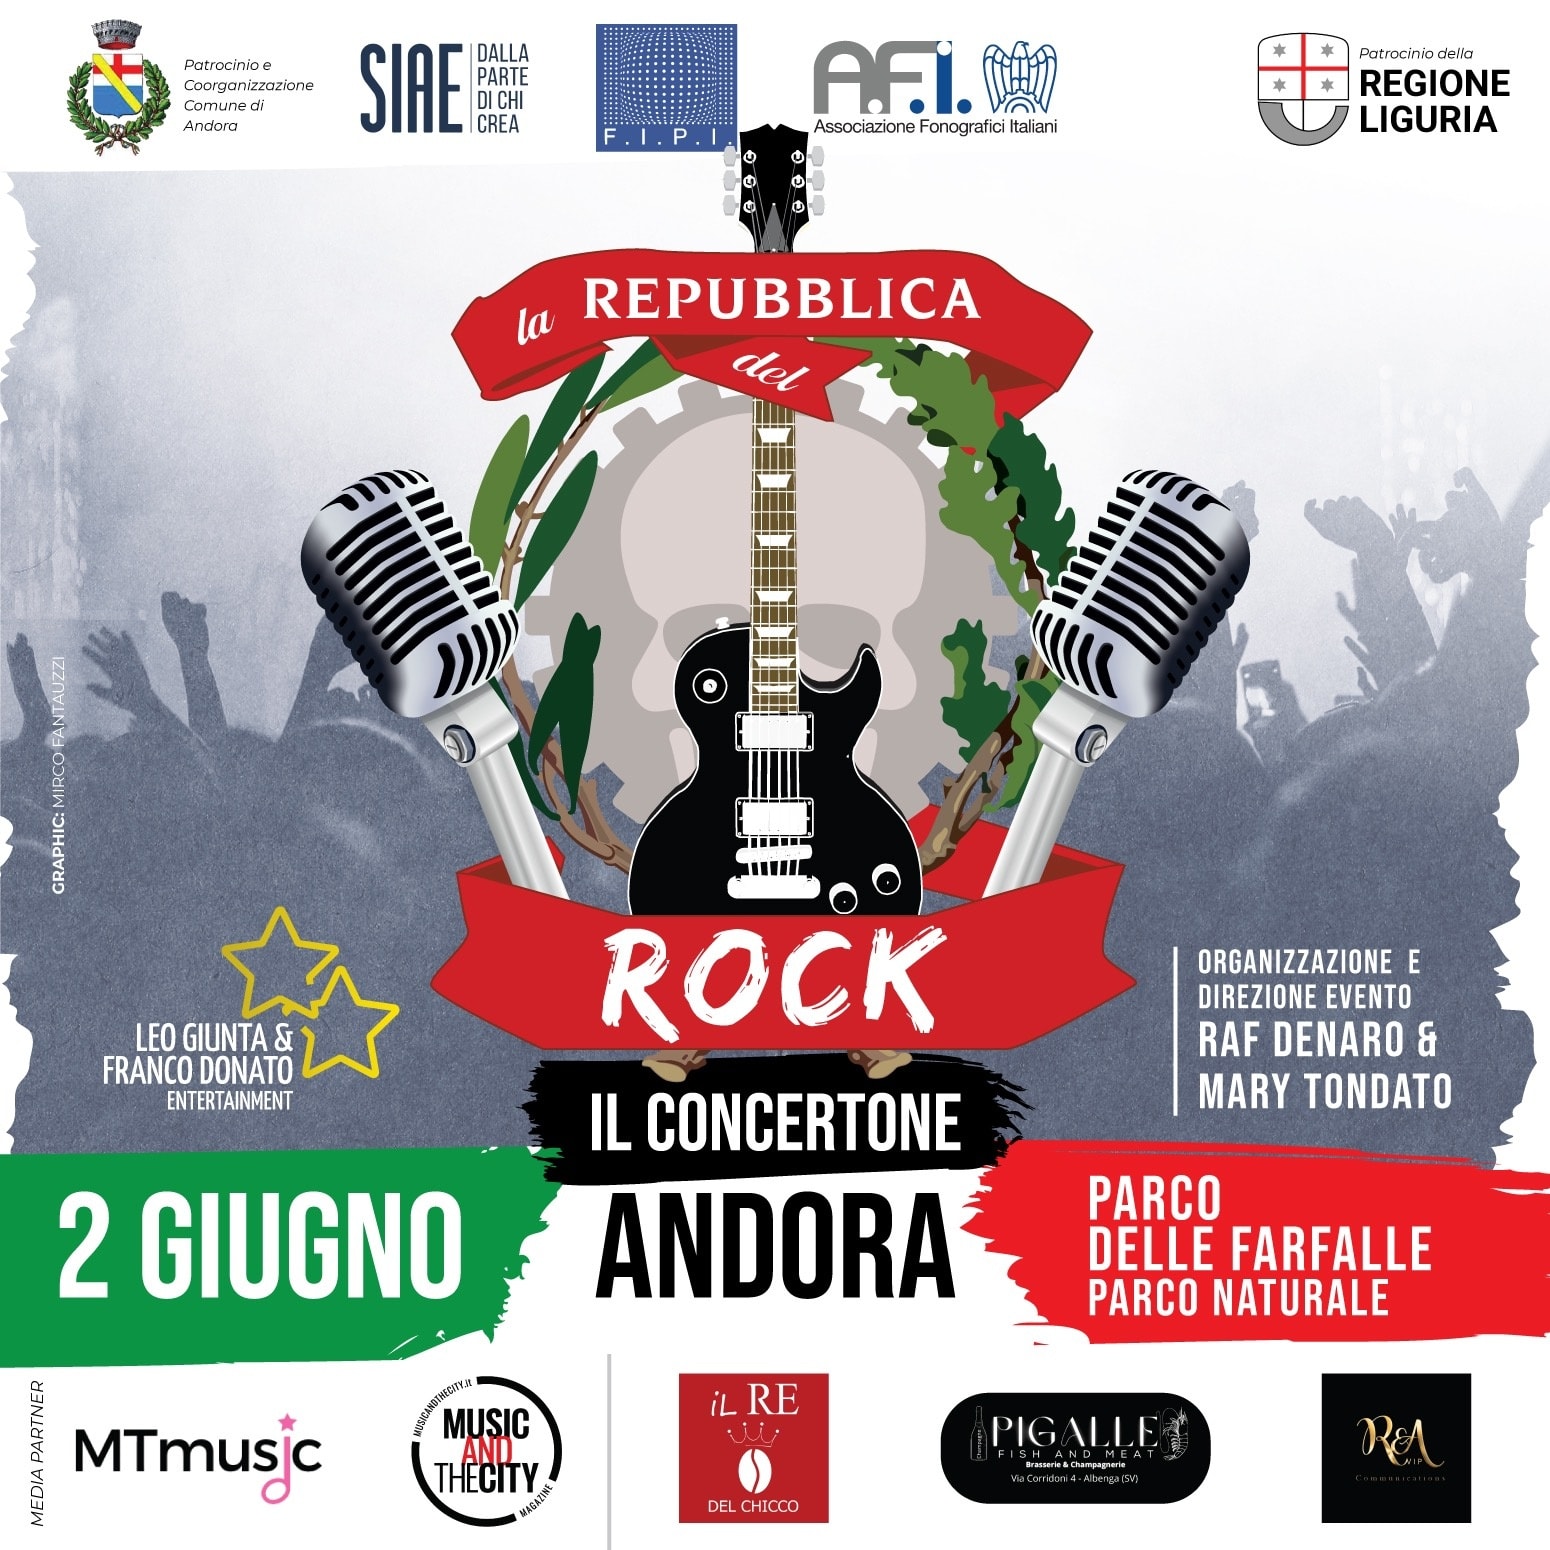 Patrocinio e
Coorganizzazione
Comune di
Andora
SIAE
DALLA
PARTE
DI CHI
CREA
F.I.P.I.
A.F.I.
Associazione Fonografici Italiani
Patrocinio della
REGIONE
LIGURIA
la REPUBBLICA
del
ROCK
GRAPHIC: MIRCO FANTAUZZI
LEO GIUNTA &
FRANCO DONATO
ENTERTAINMENT
ORGANIZZAZIONE E
DIREZIONE EVENTO
RAF DENARO &
MARY TONDATO
IL CONCERTONE
2 GIUGNO
ANDORA
PARCO
DELLE FARFALLE
PARCO NATURALE
MEDIA PARTNER
MTmusic
MUSICANDTHECITY.it
MUSIC
AND
THECITY
MAGAZINE
iL RE
DEL CHICCO
Champagne
PIGALLE
FISH AND MEAT
Brasserie & Champagnerie
Via Corridoni 4 - Albenga (SV)
R&A
VIP
Communications